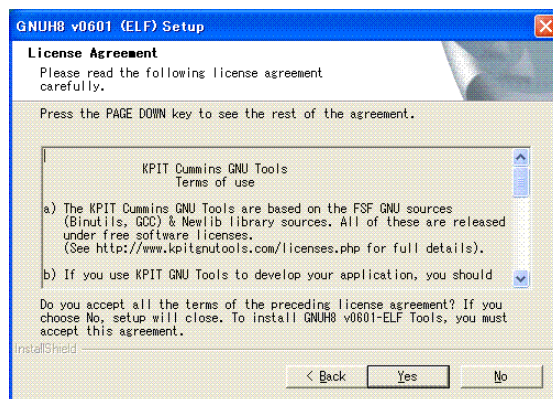 GNUH8 v0601 (ELF) Setup
License Agreement
Please read the following license agreement
carefully.
Press the PAGE DOWN key to see the rest of the agreement.
KPIT Cummins GNU Tools
Terms of use
a) The KPIT Cummins GNU Tools are based on the FSF GNU sources
(Binutils, GCC) & Newlib library sources. All of these are released
under free software licenses.
(See http://www.kpitgnutools.com/licenses.php for full details).
b) If you use KPIT GNU Tools to develop your application, you should
Do you accept all the terms of the preceding license agreement? If you
choose No, setup will close. To install GNUH8 v0601-ELF Tools, you must
accept this agreement.
InstallShield
< Back Yes No